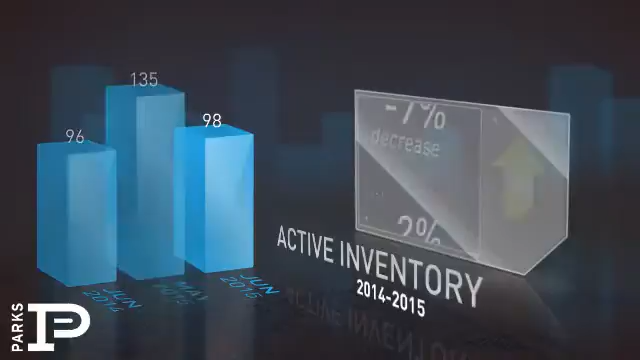 135
96
98
-7%
decrease
2%
JUN
2014
MAY
2015
JUN
2015
ACTIVE INVENTORY
2014-2015
PARKS
P